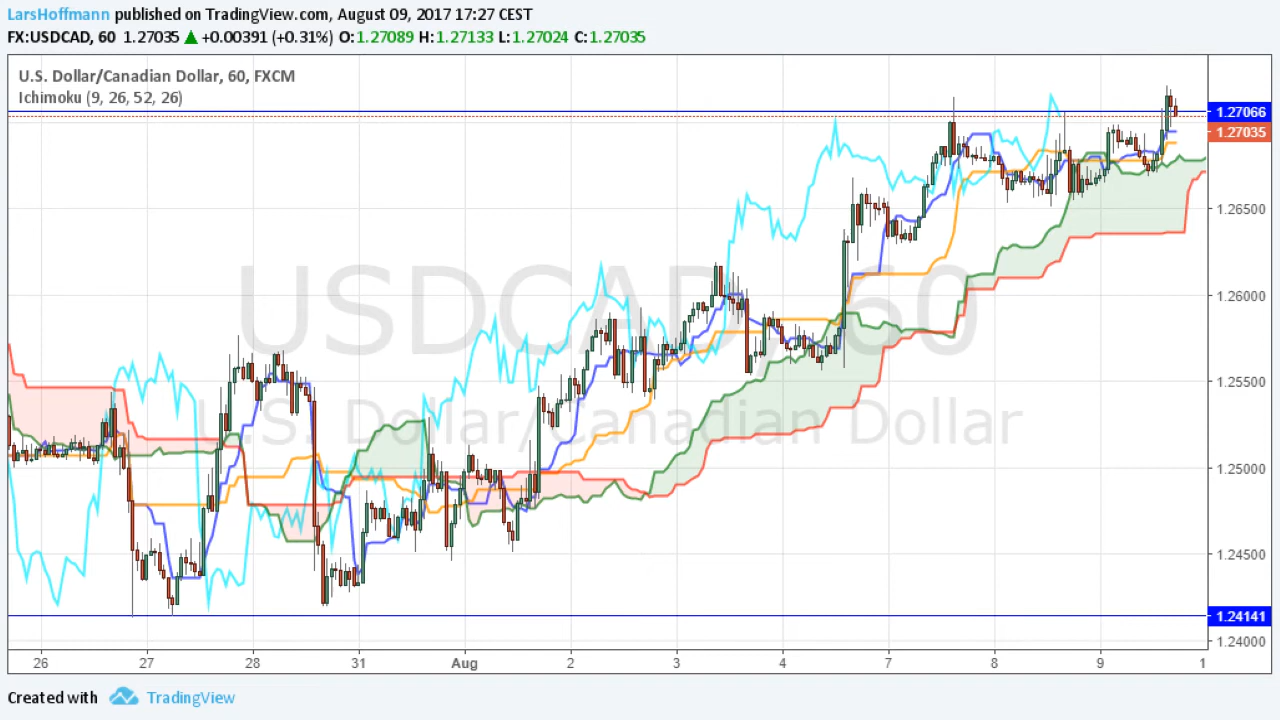 LarsHoffmann published on TradingView.com, August 09, 2017 17:27 CEST
FX:USDCAD, 60 1.27035 ▲ +0.00391 (+0.31%) O:1.27089 H:1.27133 L:1.27024 C:1.27035
U.S. Dollar/Canadian Dollar, 60, FXCM
Ichimoku (9, 26, 52, 26)
1.27066
1.27035
1.26500
USDCAD, 60
1.26000
1.25500
U.S. Dollar/Canadian Dollar
1.25000
1.24500
1.24141
1.24000
26 27 28 31 Aug 2 3 4 7 8 9 1
Created with TradingView